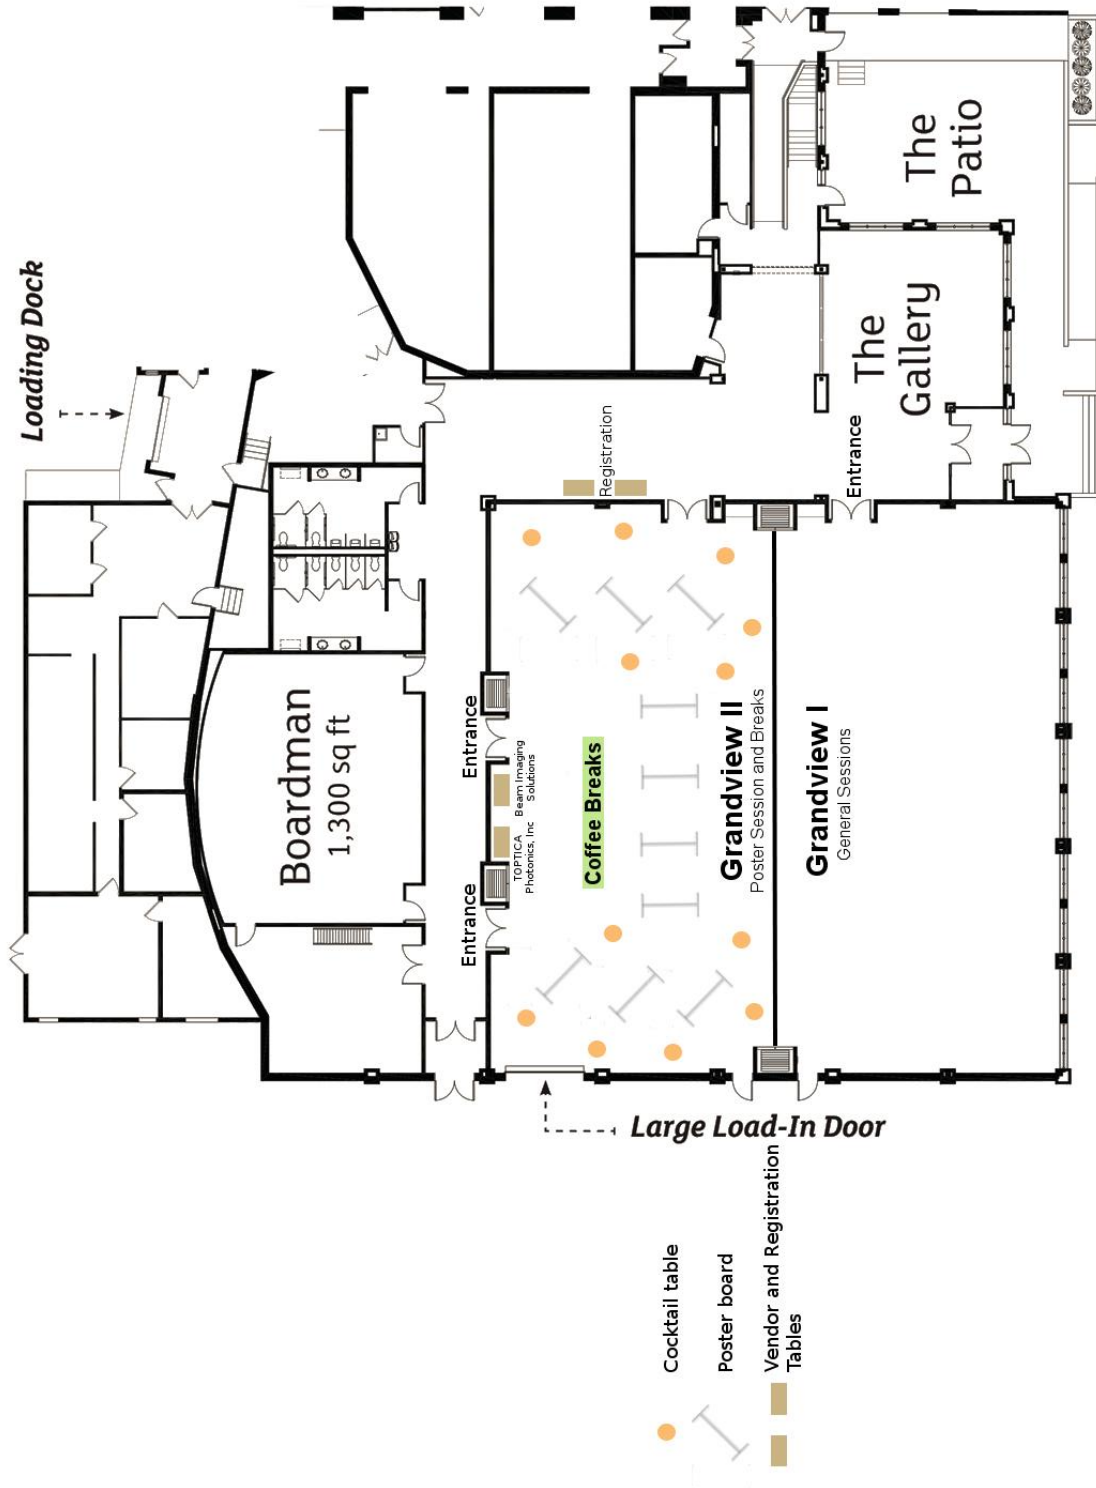 Loading Dock
The
Patio
The
Gallery
Registration
Entrance
Boardman
1,300 sq ft
Entrance
Entrance
TOPTICA
Photonics, Inc
Beam Imaging
Solutions
Coffee Breaks
Grandview II
Poster Session and Breaks
Grandview I
General Sessions
Large Load-In Door
Cocktail table
Poster board
Vendor and Registration
Tables